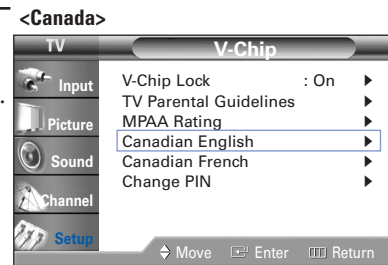 <Canada>
TV
V-Chip
Input
Picture
Sound
Channel
Setup
V-Chip Lock : On
TV Parental Guidelines
MPAA Rating
Canadian English
Canadian French
Change PIN
Move Enter Return